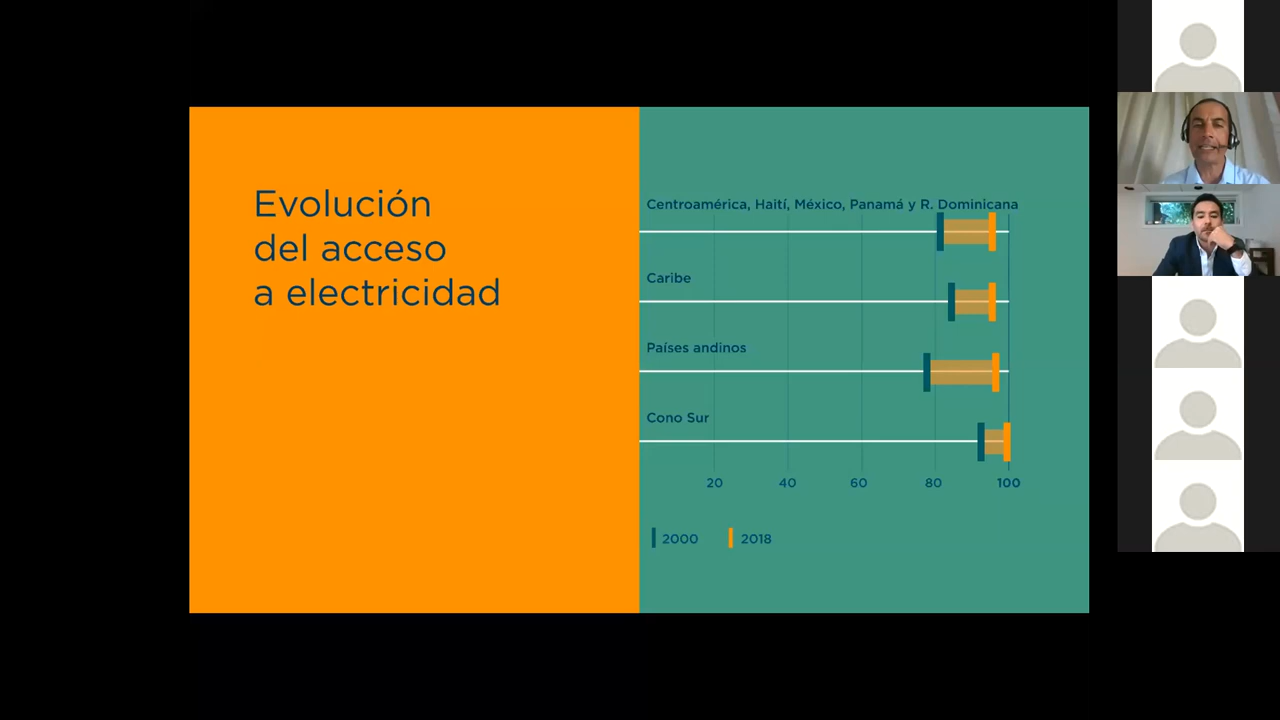 Evolución
del acceso
a electricidad
Centroamérica, Haití, México, Panamá y R. Dominicana
Caribe
Países andinos
Cono Sur
20 40 60 80 100
2000 2018